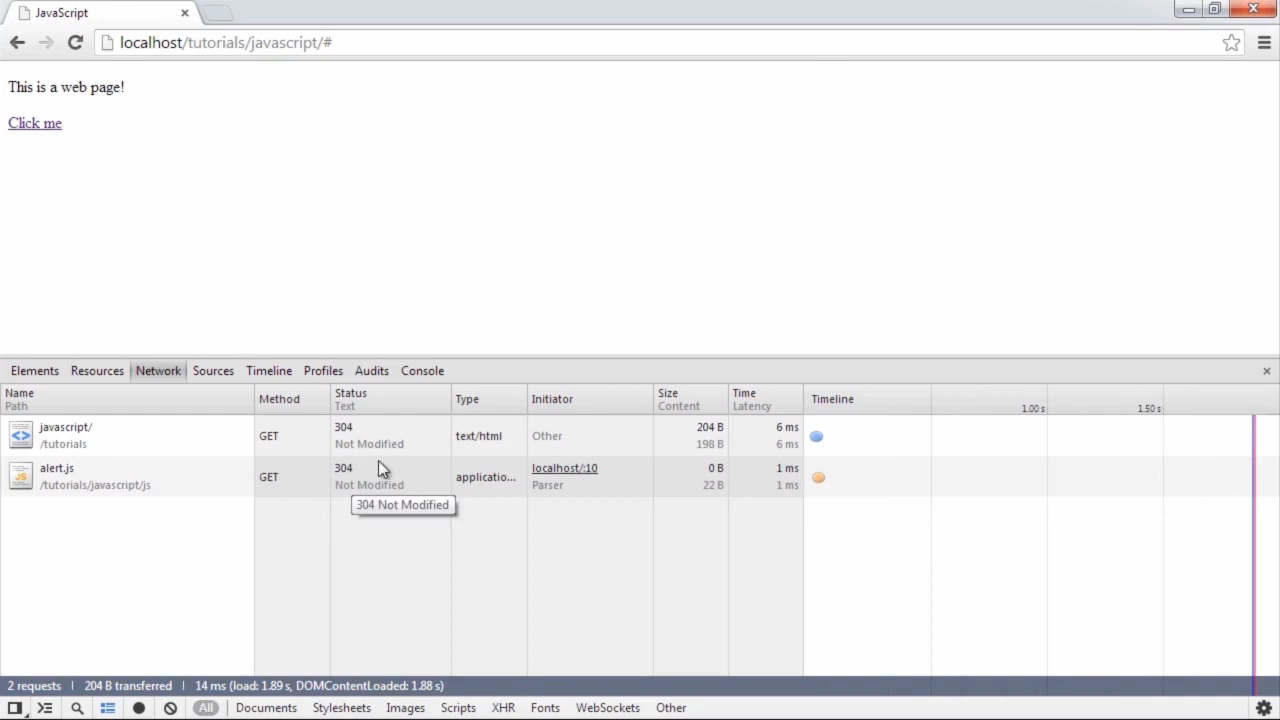 JavaScript
localhost/tutorials/javascript/#
This is a web page!
Click me
Elements Resources Network Sources Timeline Profiles Audits Console
Name Path Method Status Text Type Initiator Size Content Time Latency Timeline 1.00 s 1.50 s
javascript/ 304 204 B 6 ms
/tutorials GET Not Modified text/html Other 198 B 6 ms
alert.js 304 localhost/:10 0 B 1 ms
/tutorials/javascript/js GET Not Modified applicatio... Parser 22 B 1 ms
304 Not Modified
2 requests | 204 B transferred | 14 ms (load: 1.89 s, DOMContentLoaded: 1.88 s)
All Documents Stylesheets Images Scripts XHR Fonts WebSockets Other